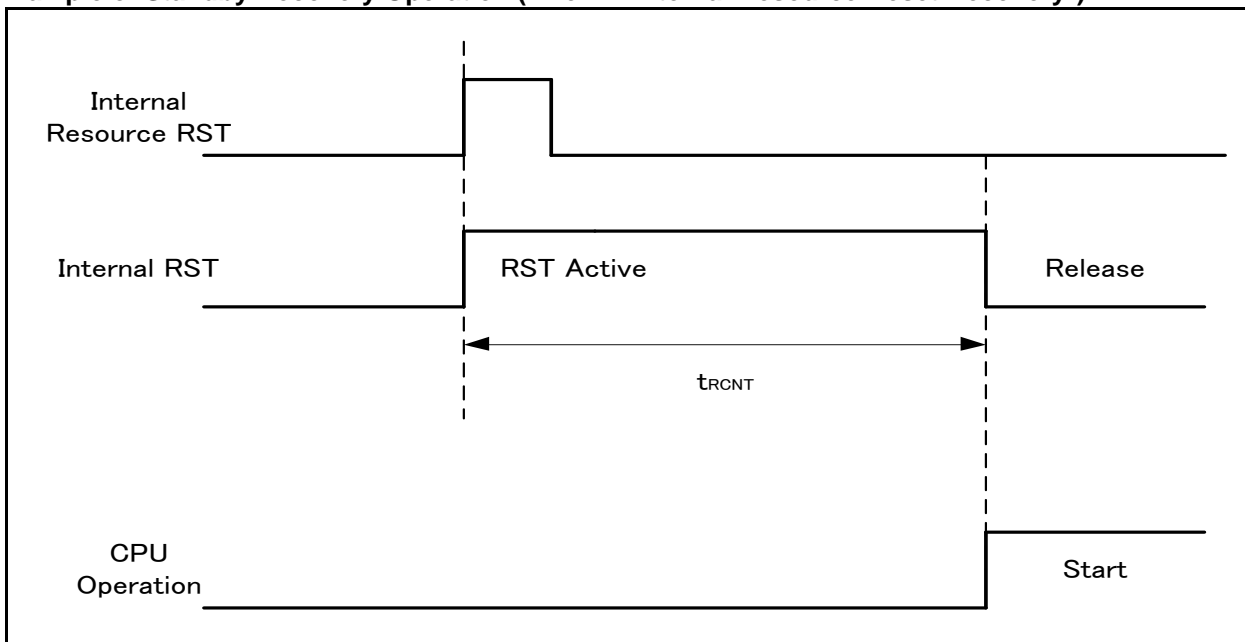 Internal
Resource RST
Internal RST
RST Active
Release
tRCNT
CPU
Operation
Start